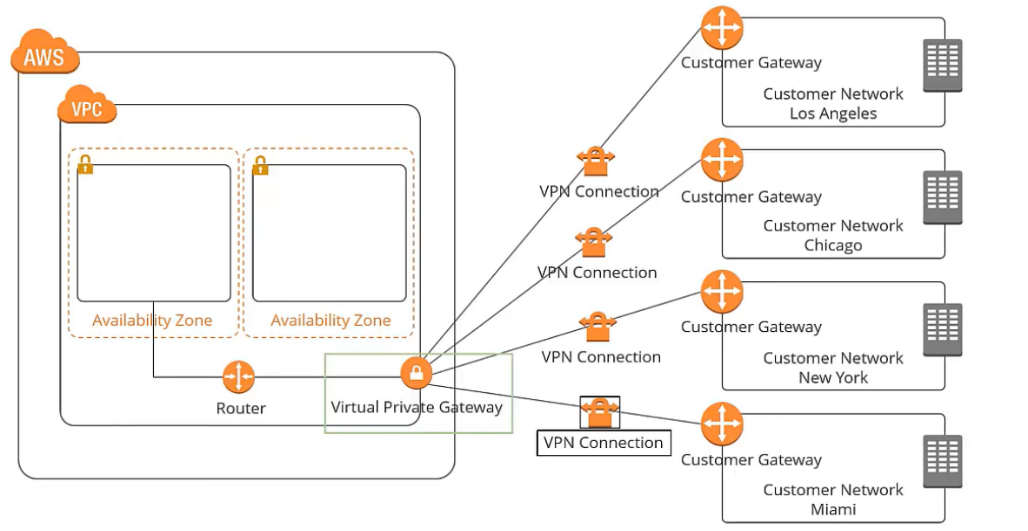 AWS
VPC
Availability Zone
Availability Zone
Router
Virtual Private Gateway
VPN Connection
VPN Connection
VPN Connection
VPN Connection
Customer Gateway
Customer Network
Los Angeles
Customer Gateway
Customer Network
Chicago
Customer Gateway
Customer Network
New York
Customer Gateway
Customer Network
Miami